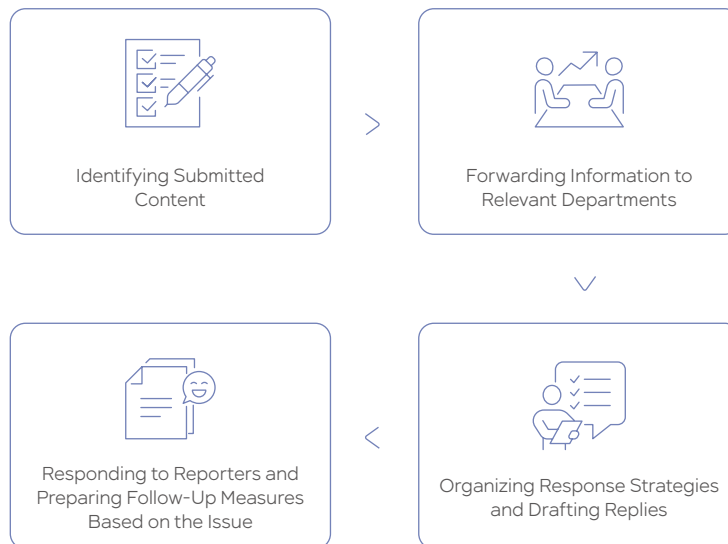 Identifying Submitted
Content
Forwarding Information to
Relevant Departments
Organizing Response Strategies
and Drafting Replies
Responding to Reporters and
Preparing Follow-Up Measures
Based on the Issue